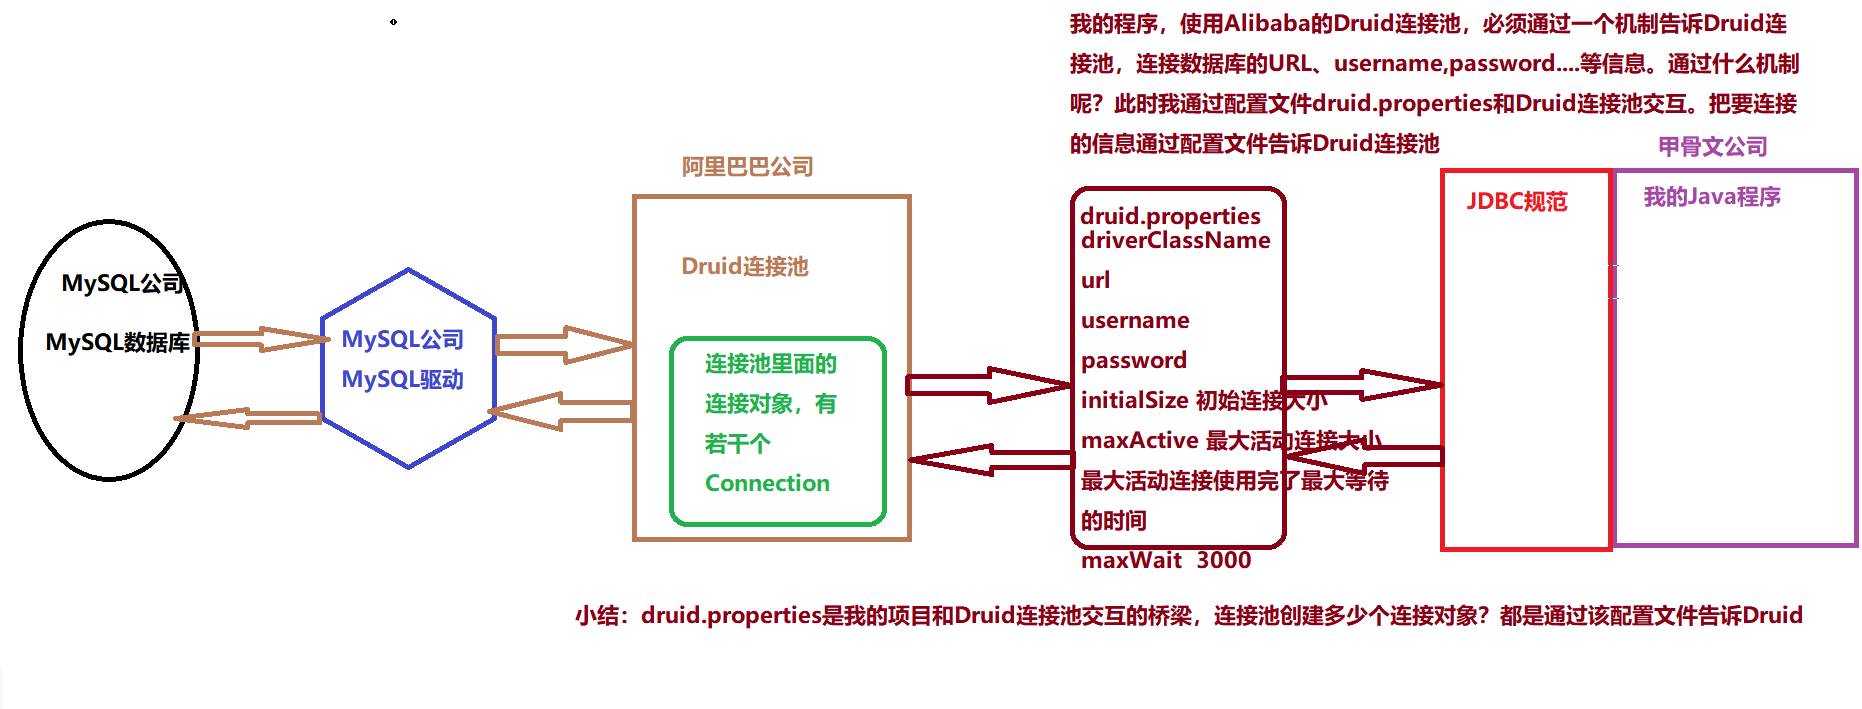 我的程序，使用Alibaba的Druid连接池，必须通过一个机制告诉Druid连
接池，连接数据库的URL、username,password....等信息。通过什么机制
呢？此时我通过配置文件druid.properties和Druid连接池交互。把要连接
的信息通过配置文件告诉Druid连接池
甲骨文公司
阿里巴巴公司
JDBC规范
我的Java程序
druid.properties
driverClassName
url
username
password
initialSize 初始连接大小
maxActive 最大活动连接大小
最大活动连接使用完了最大等待
的时间
maxWait  3000
Druid连接池
连接池里面的
连接对象，有
若干个
Connection
MySQL公司
MySQL数据库
MySQL公司
MySQL驱动
小结：druid.properties是我的项目和Druid连接池交互的桥梁，连接池创建多少个连接对象？都是通过该配置文件告诉Druid